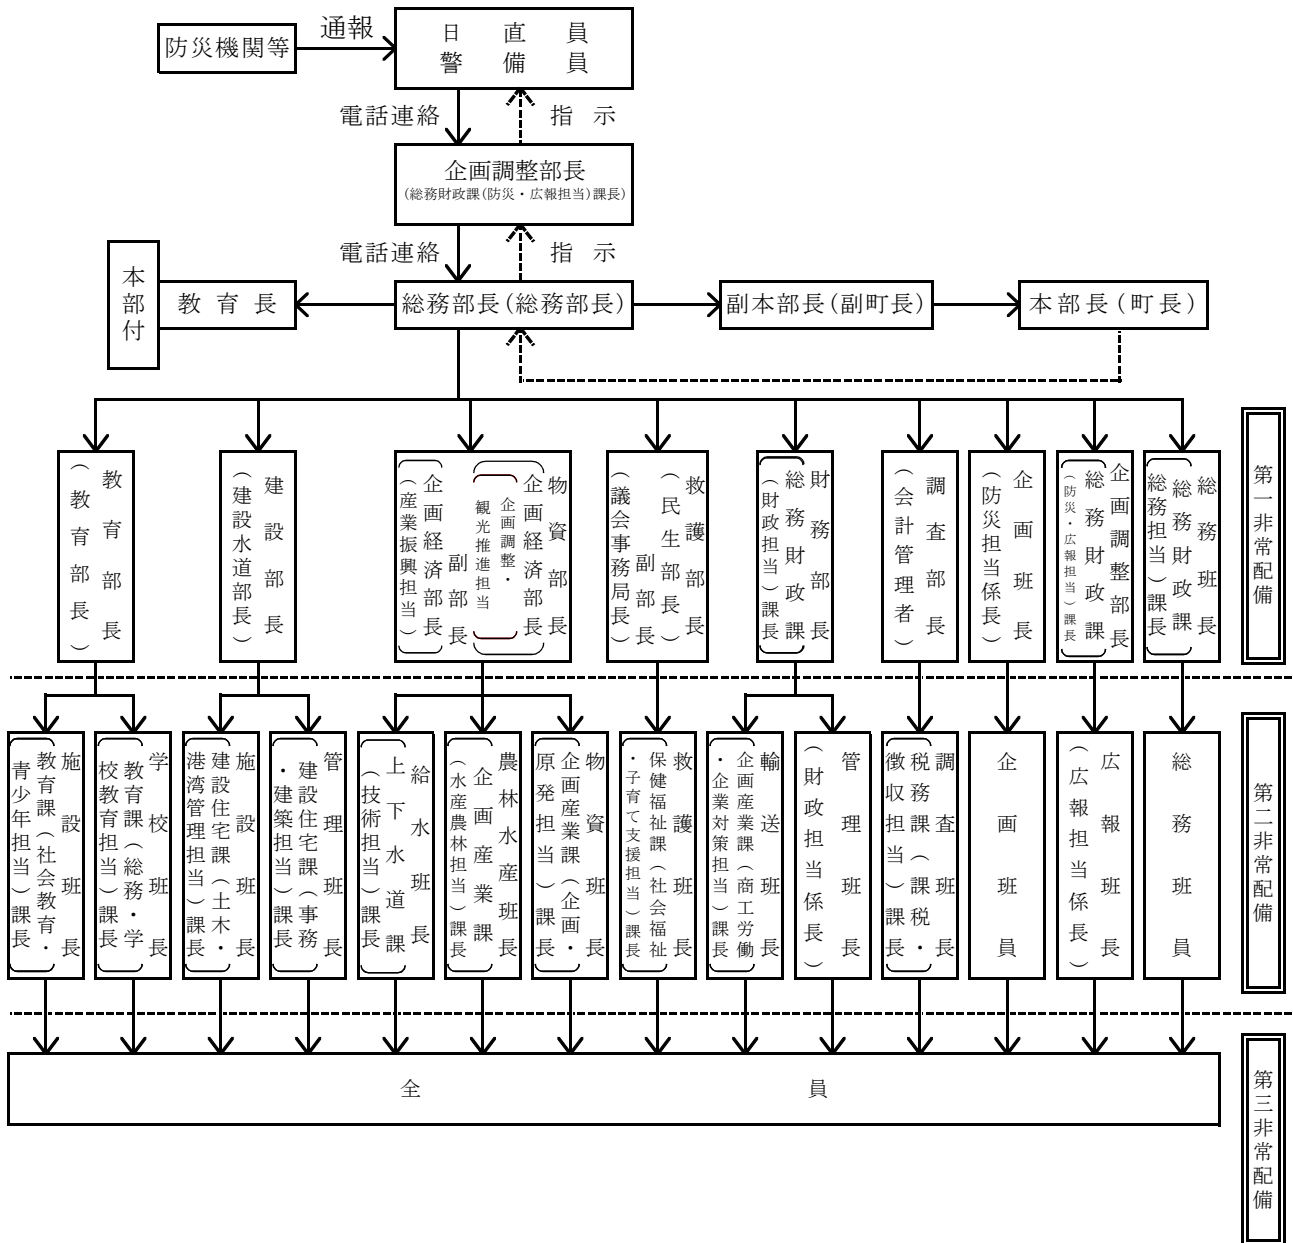 防災機関等
通報
日直員
警備員
電話連絡
指示
企画調整部長
(総務財政課(防災・広報担当)課長)
電話連絡
指示
本部付
教育長
総務部長(総務部長)
副本部長(副町長)
本部長(町長)
第一非常配備
総務班長
総務財政課
総務担当)課長
企画調整部長
総務財政課
(防災・広報担当)課長
企画班長
(防災担当係長)
調査部長
(会計管理者)
財務部長
総務財政課
(財政担当)課長
救護部長
(民生部長)
副部長
(議会事務局長)
物資部長
企画経済部長
企画調整・
観光推進担当
副部長
企画経済部長
(産業振興担当)
建設部長
(建設水道部長)
教育部長
(教育部長)
第二非常配備
総務班員
広報班長
(広報担当係長)
企画班員
調査班長
税務課(課税・
徴収担当)課長
管理班長
(財政担当係長)
輸送班長
企画産業課(商工労働
・企業対策担当)課長
救護班長
保健福祉課(社会福祉
・子育て支援担当)課長
物資班長
企画産業課(企画・
原発担当)課長
農林水産班長
企画産業課
(水産農林担当)課長
給水班長
上下水道課
(技術担当)課長
管理班長
建設住宅課(事務
・建築担当)課長
施設班長
建設住宅課(土木・
港湾管理担当)課長
学校班長
教育課(総務・学
校教育担当)課長
施設班長
教育課(社会教育・
青少年担当)課長
第三非常配備
全員